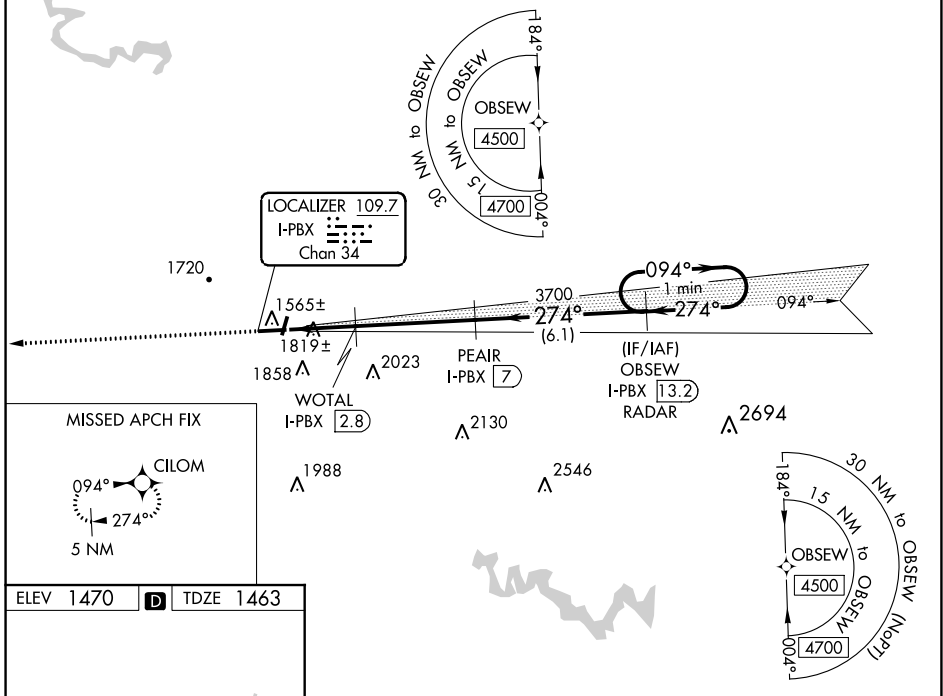 184°
30 NM to OBSEW
15 NM to OBSEW
OBSEW
4500
4700
004°
LOCALIZER 109.7
I-PBX
Chan 34
1720
1565±
1819±
1858
2023
WOTAL
I-PBX 2.8
PEAIR
I-PBX 7
3700
274°
(6.1)
094°
1 min
274°
094°
(IF/IAF)
OBSEW
I-PBX 13.2
RADAR
2130
2694
1988
2546
MISSED APCH FIX
CILOM
094°
274°
5 NM
184°
30 NM to OBSEW (NoPT)
15 NM to OBSEW
OBSEW
4500
4700
004°
ELEV 1470 D TDZE 1463